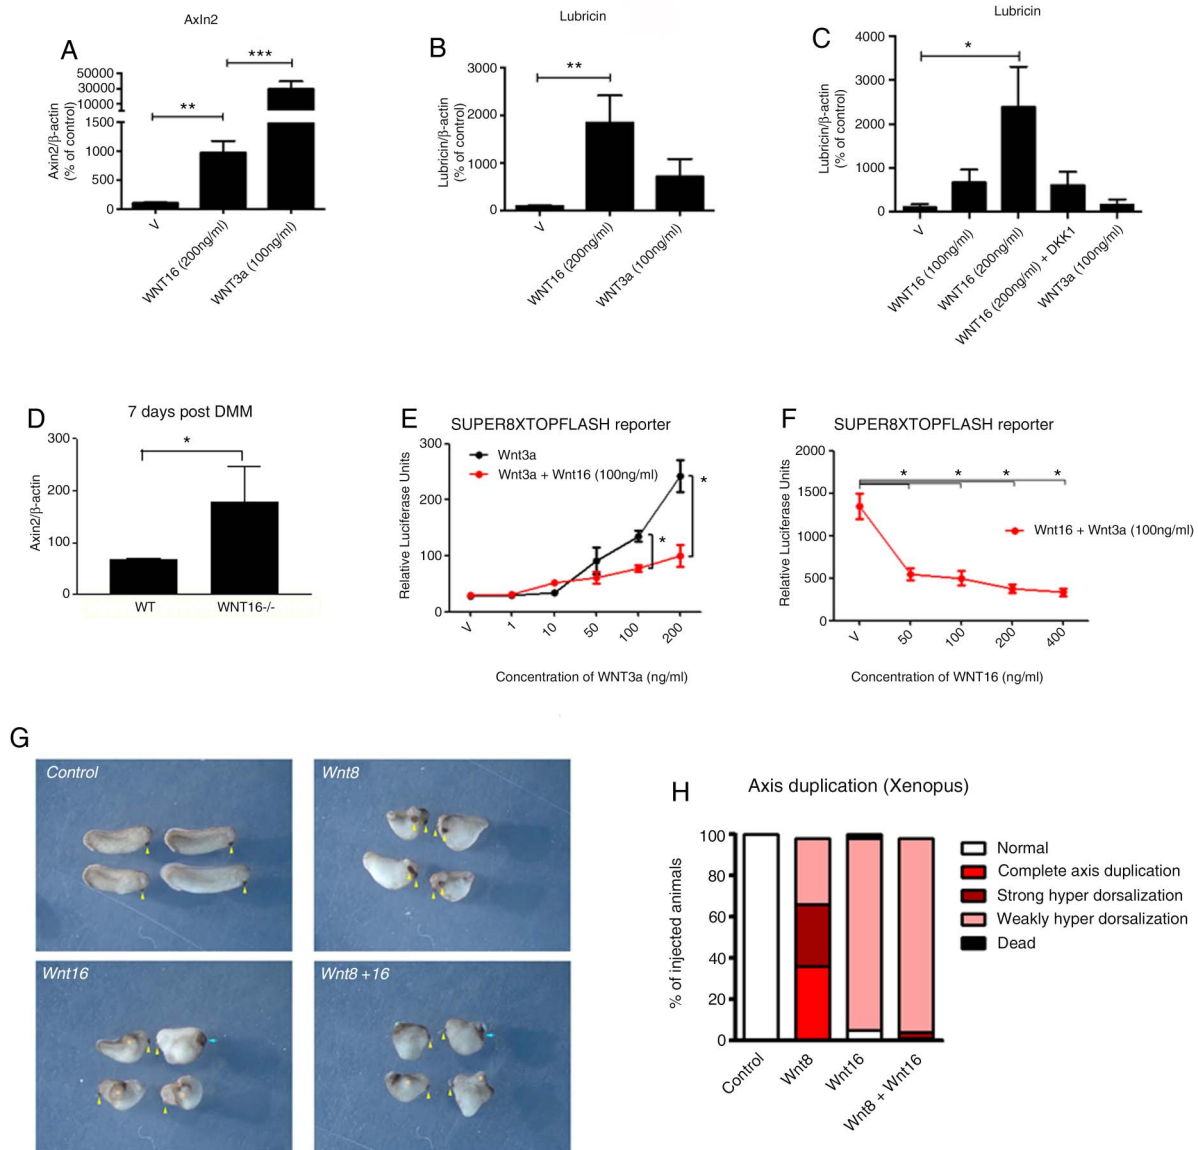 AxIn2
A
Axin2/β-actin
(% of control)
50000
30000
10000
1500
1000
500
0
**
***
V
WNT16 (200ng/ml)
WNT3a (100ng/ml)
Lubricin
B
Lubricin/β-actin
(% of control)
3000
2000
1000
0
**
V
WNT16 (200ng/ml)
WNT3a (100ng/ml)
Lubricin
C
Lubricin/β-actin
(% of control)
4000
3000
2000
1000
0
*
V
WNT16 (100ng/ml)
WNT16 (200ng/ml)
WNT16 (200ng/ml) + DKK1
WNT3a (100ng/ml)
D
7 days post DMM
Axin2/β-actin
300
200
100
0
*
WT
WNT16-/-
E
SUPER8XTOPFLASH reporter
Relative Luciferase Units
300
200
100
0
Wnt3a
Wnt3a + Wnt16 (100ng/ml)
*
*
V
1
10
50
100
200
Concentration of WNT3a (ng/ml)
F
SUPER8XTOPFLASH reporter
Relative Luciferase Units
2000
1500
1000
500
0
*
*
*
*
Wnt16 + Wnt3a (100ng/ml)
V
50
100
200
400
Concentration of WNT16 (ng/ml)
G
Control
Wnt8
Wnt16
Wnt8 +16
H
Axis duplication (Xenopus)
% of injected animals
100
80
60
40
20
0
Control
Wnt8
Wnt16
Wnt8 + Wnt16
Normal
Complete axis duplication
Strong hyper dorsalization
Weakly hyper dorsalization
Dead